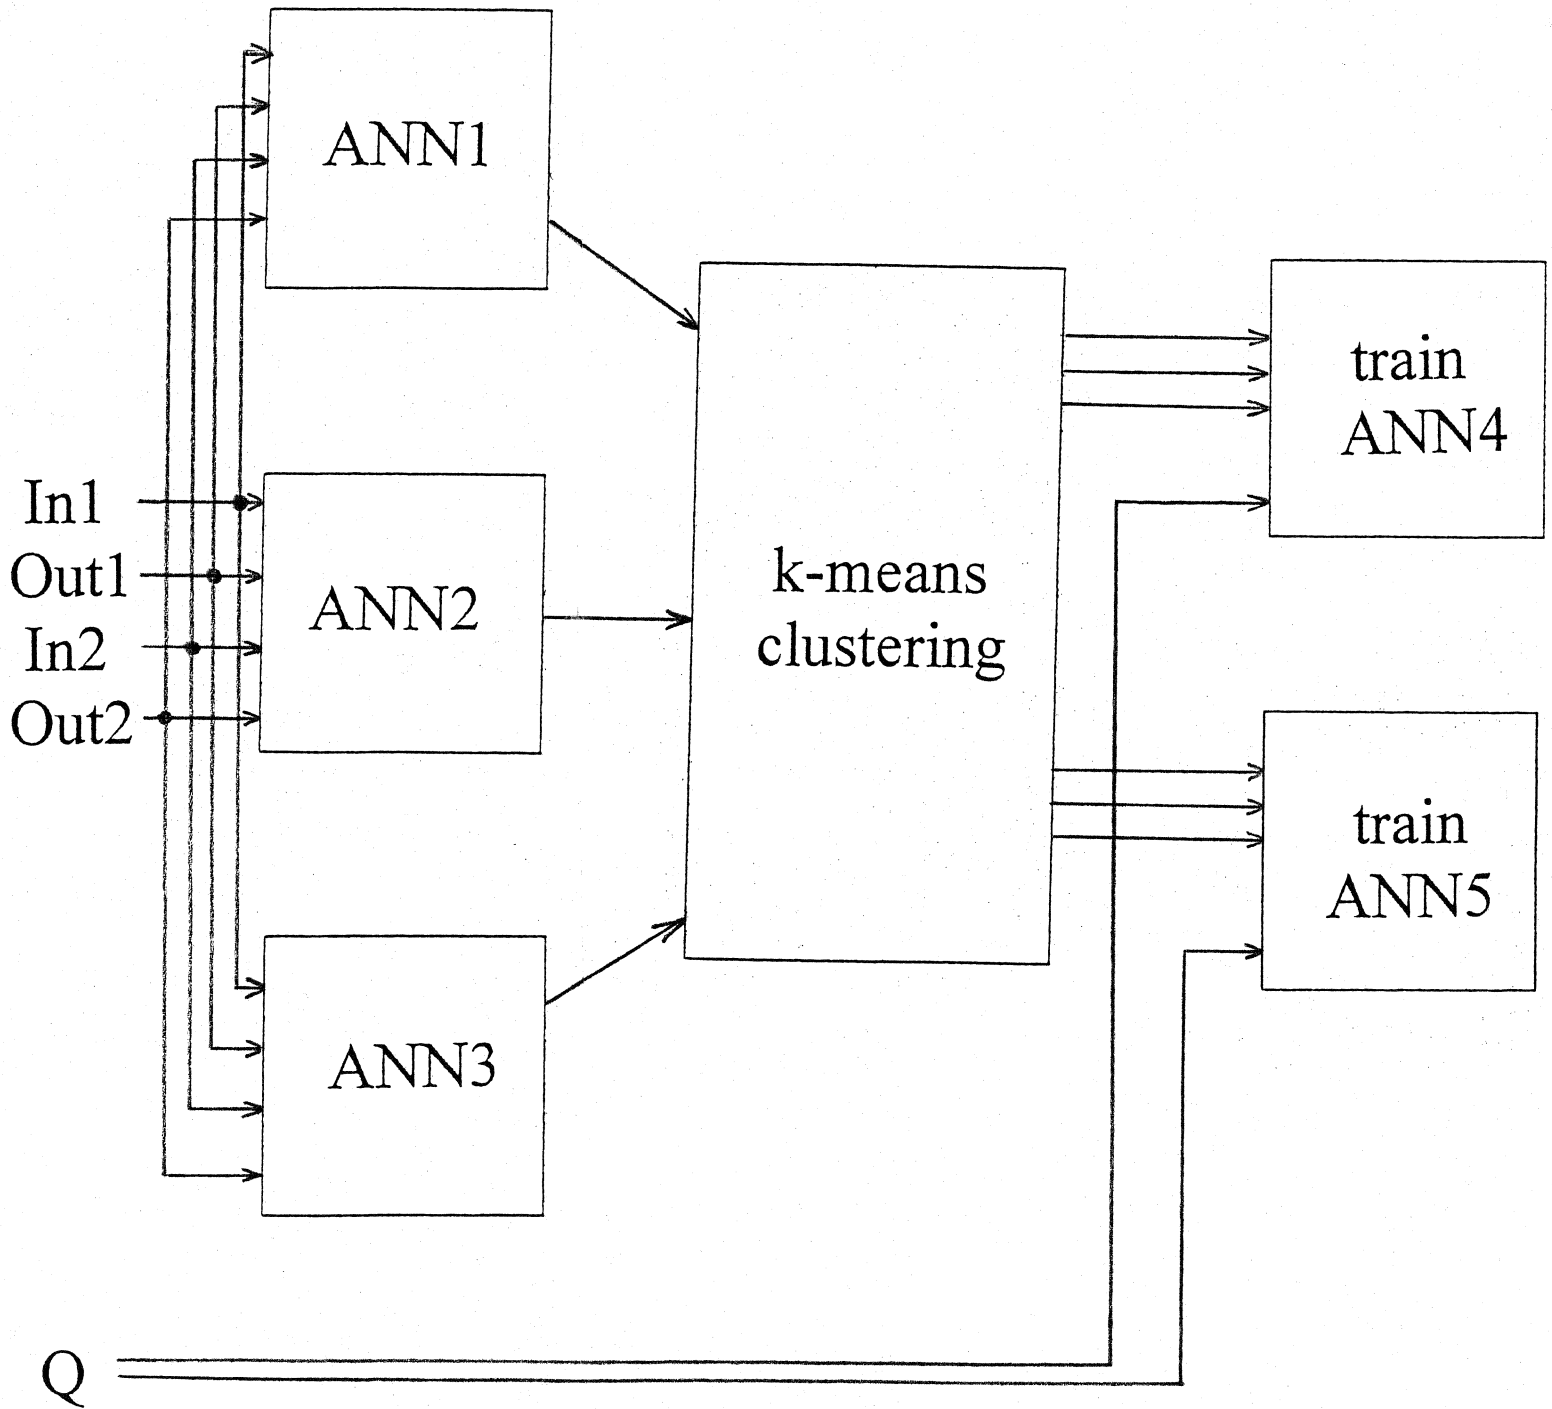 ANN1
In1
Out1
In2
Out2
ANN2
k-means
clustering
train
ANN4
train
ANN5
ANN3
Q